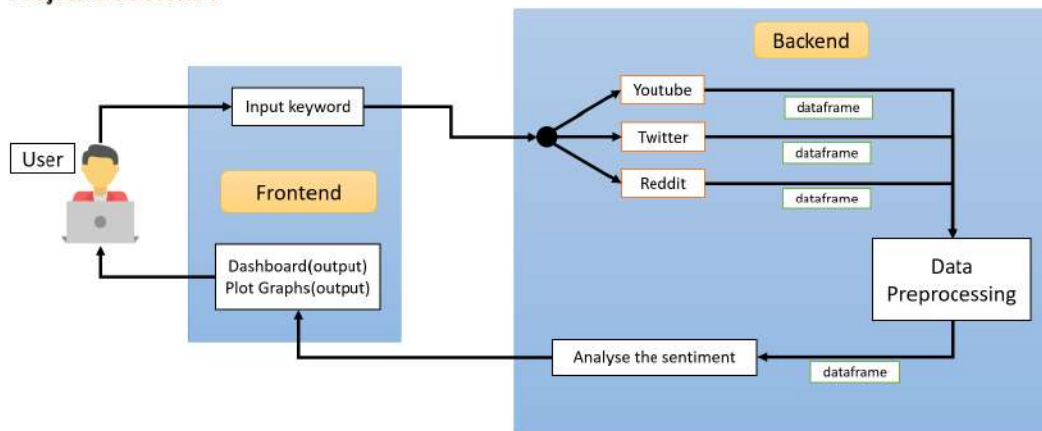 Backend
Youtube
Input keyword
dataframe
Twitter
User
dataframe
Reddit
Frontend
dataframe
Dashboard(output)
Plot Graphs(output)
Data
Preprocessing
Analyse the sentiment
dataframe